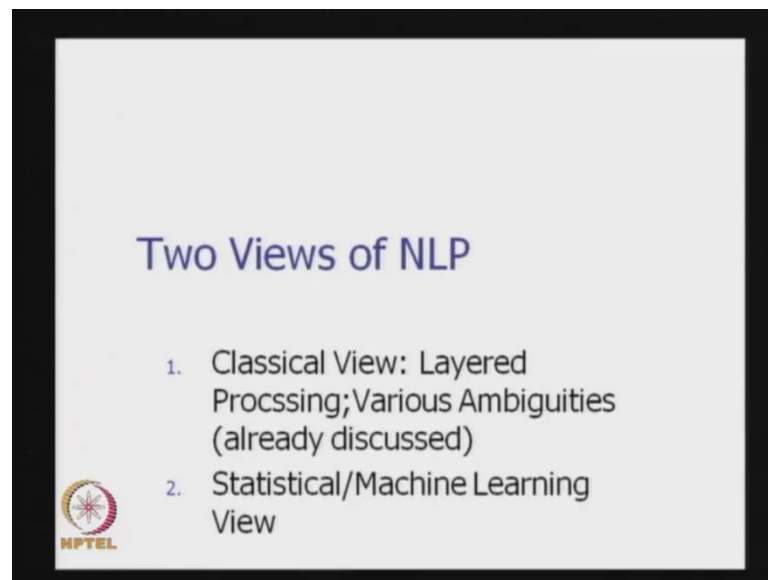 Two Views of NLP
1. Classical View: Layered
Procssing;Various Ambiguities
(already discussed)
2. Statistical/Machine Learning
View
NPTEL